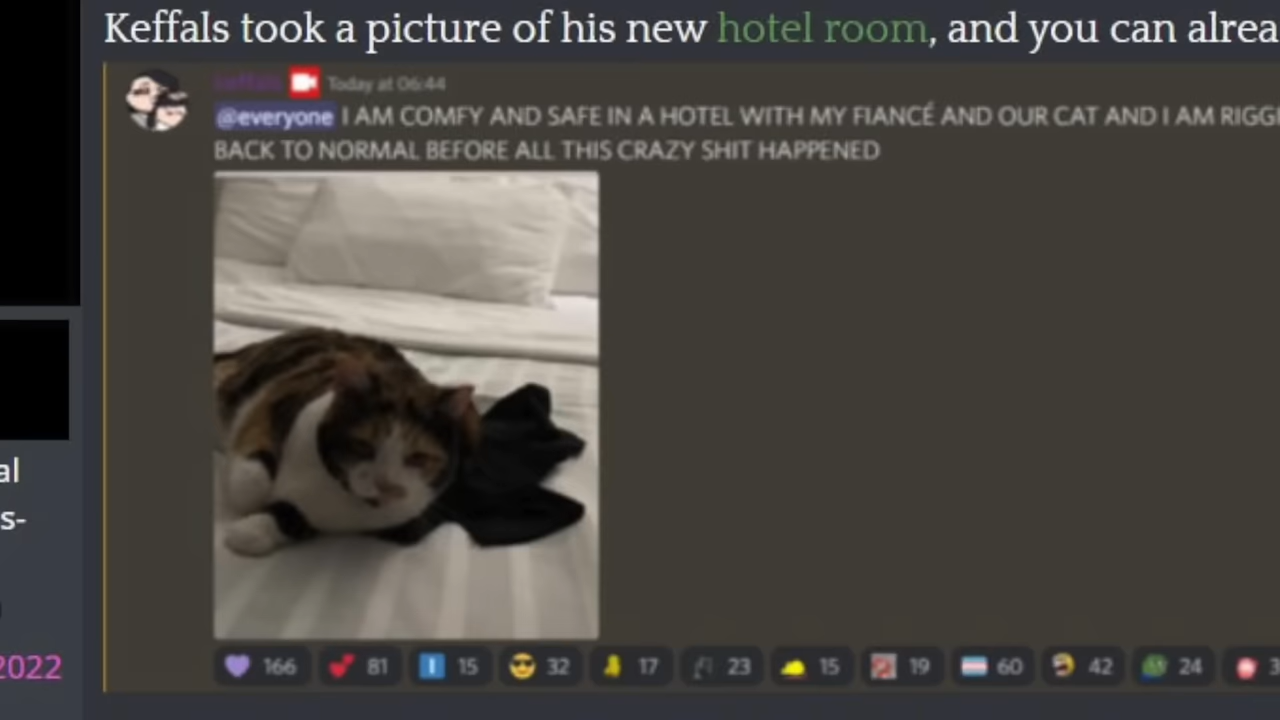 Keffals took a picture of his new hotel room, and you can alrea
Today at 06:44
@everyone I AM COMFY AND SAFE IN A HOTEL WITH MY FIANCÉ AND OUR CAT AND I AM RIGGI
BACK TO NORMAL BEFORE ALL THIS CRAZY SHIT HAPPENED
al
s-
2022
166 81 15 32 17 23 15 19 60 42 24 3